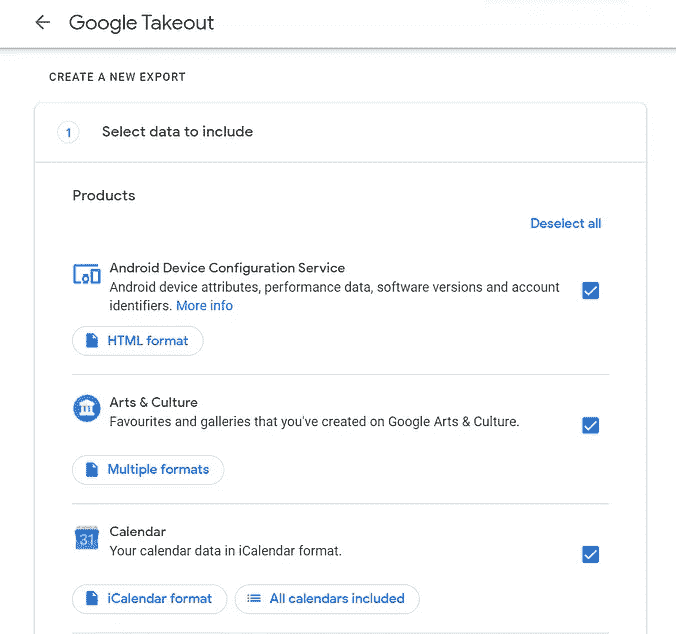 Google Takeout
CREATE A NEW EXPORT
1 Select data to include
Products
Deselect all
Android Device Configuration Service
Android device attributes, performance data, software versions and account
identifiers. More info
HTML format
Arts & Culture
Favourites and galleries that you've created on Google Arts & Culture.
Multiple formats
31
Calendar
Your calendar data in iCalendar format.
iCalendar format All calendars included